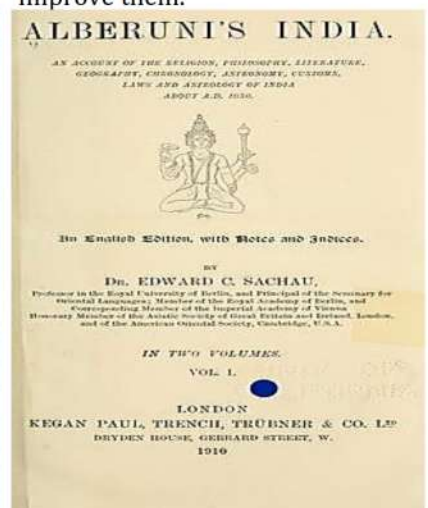 improve them.
ALBERUNI'S INDIA.
AN ACCOUNT OF THE RELIGION, PHILOSOPHY, LITERATURE,
GEOGRAPHY, CHRONOLOGY, ASTRONOMY, CUSTOMS,
LAWS AND ASTROLOGY OF INDIA
ABOUT A.D. 1030.
An English Edition, with Notes and Indices.
BY
DR. EDWARD C. SACHAU,
Professor in the Royal University of Berlin, and Principal of the Seminary for
Oriental Languages; Member of the Royal Academy of Berlin, and
Corresponding Member of the Imperial Academy of Vienna
Honorary Member of the Asiatic Society of Great Britain and Ireland, London,
and of the American Oriental Society, Cambridge, U.S.A.
IN TWO VOLUMES.
VOL. I.
LONDON
KEGAN PAUL, TRENCH, TRÜBNER & CO. LTD
DRYDEN HOUSE, GERRARD STREET, W.
1910